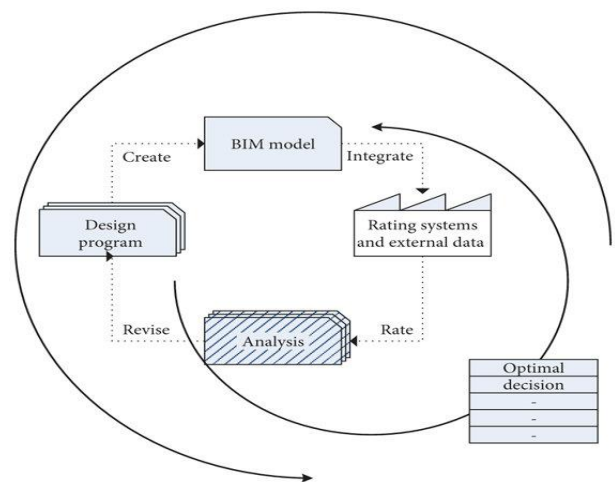 BIM model
Create
Integrate
Design
program
Rating systems
and external data
Revise
Analysis
Rate
Optimal
decision
-
-
-